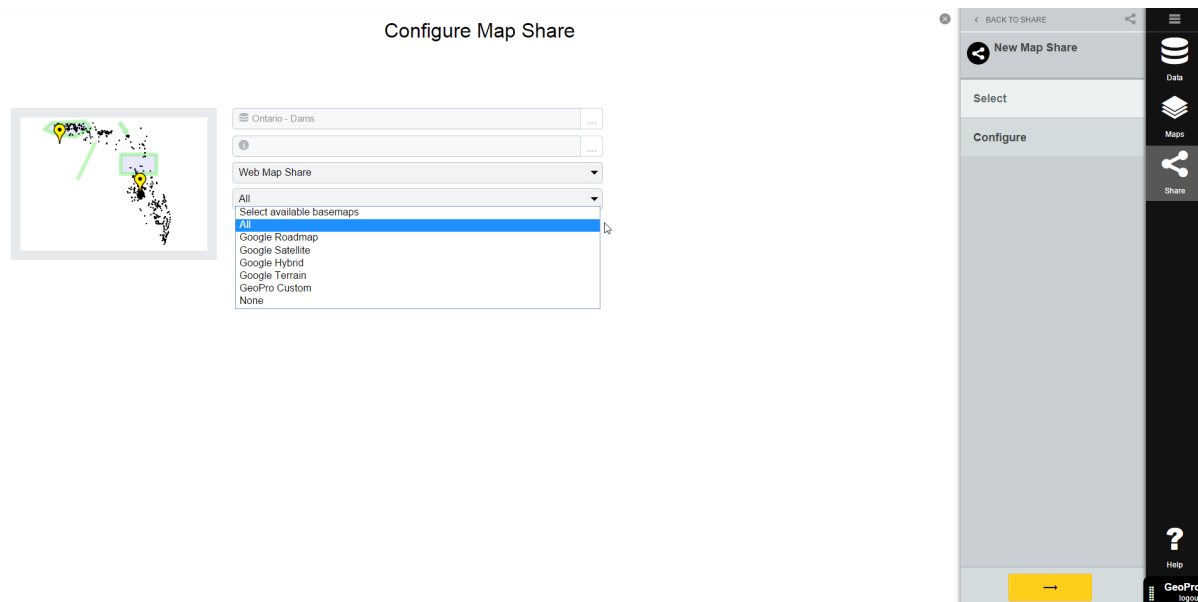 Configure Map Share
Ontario - Dams
...
...
Web Map Share
All
Select available basemaps
All
Google Roadmap
Google Satellite
Google Hybrid
Google Terrain
GeoPro Custom
None
< BACK TO SHARE
New Map Share
Select
Configure
Data
Maps
Share
?
Help
GeoPro
logou